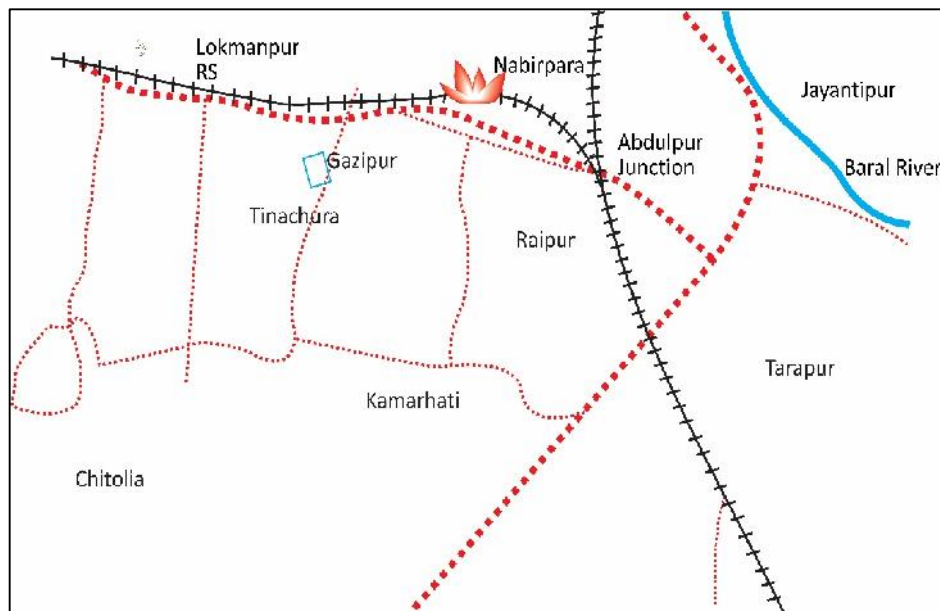 Lokmanpur
RS
Nabirpara
Jayantipur
Abdulpur
Junction
Baral River
Gazipur
Tinachura
Raipur
Tarapur
Kamarhati
Chitolia